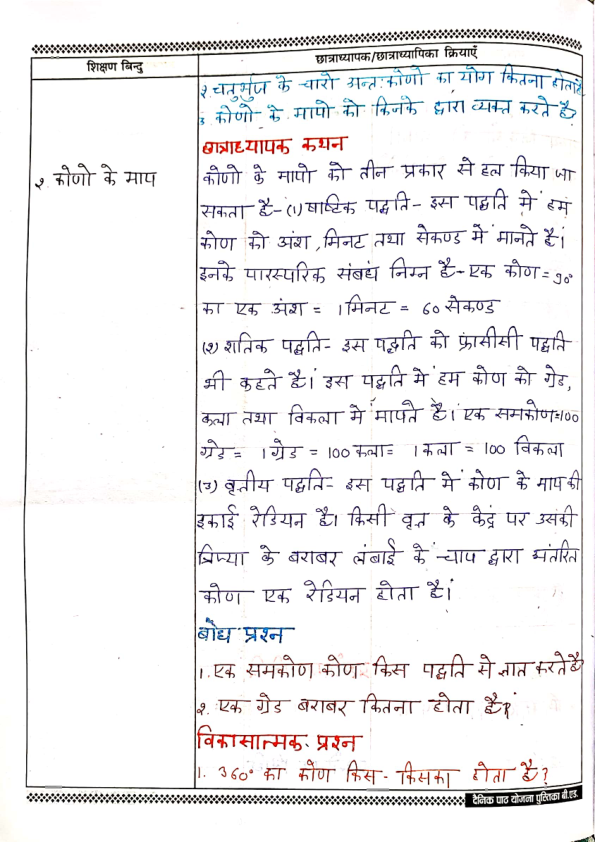 शिक्षण बिन्दु
छात्राध्यापक/छात्राध्यापिका क्रियाएँ
२. चतुर्भुज के चारो अन्त:कोणो का योग कितना होता है
3. कोणो के मापो को किनके द्वारा व्यक्त करते है?
छात्राध्यापक कथन
२. कोणो के माप
कोणो के मापो को तीन प्रकार से हल किया जा
सकता है- (1) षाष्टिक पद्धति- इस पद्धति में हम
कोण को अंश, मिनट तथा सेकण्ड में मानते है।
इनके पारस्परिक संबंध निम्न है- एक कोण = 90°
का एक अंश = 1 मिनट = 60 सेकण्ड
(२) शतिक पद्धति- इस पद्धति को फ्रांसीसी पद्धति
भी कहते है। इस पद्धति मे हम कोण को ग्रेड,
कला तथा विकला में मापते है। एक समकोण=100
ग्रेड = 1 ग्रेड = 100 कला= 1 कला = 100 विकला
(3) वृतीय पद्धति- इस पद्धति में कोण के माप की
इकाई रेडियन है। किसी वृत के केंद्र पर उसकी
त्रिज्या के बराबर लंबाई के चाप द्वारा अंतरित
कोण एक रेडियन होता है।
बोध प्रश्न
1. एक समकोण कोण किस पद्धति से ज्ञात करते है
२. एक ग्रेड बराबर कितना होता है?
विकासात्मक प्रश्न
1. 360° का कोण किस-किसका होता है?
दैनिक पाठ योजना पुस्तिका बी.एड.